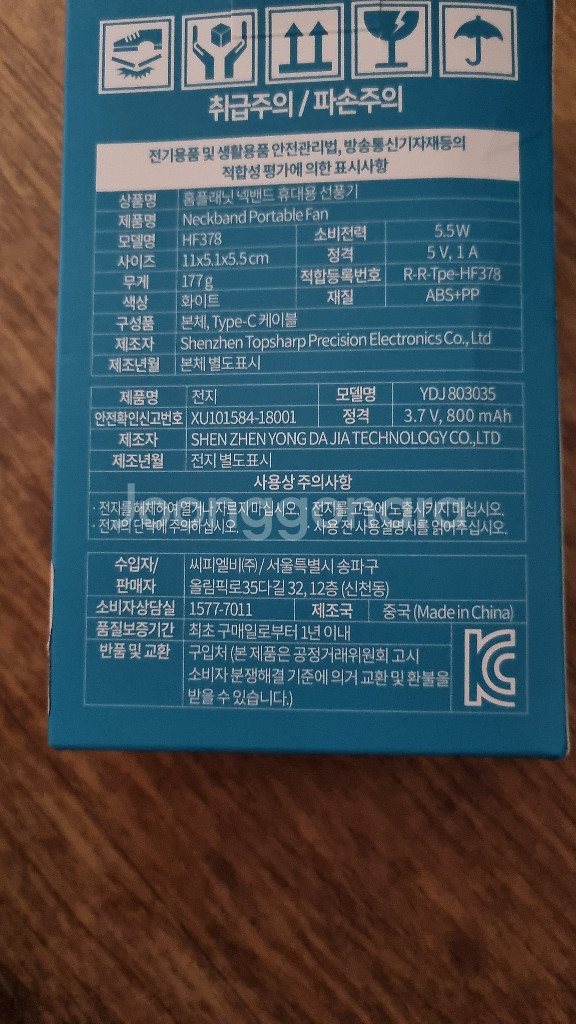 취급주의 / 파손주의
전기용품 및 생활용품 안전관리법, 방송통신기자재등의
적합성 평가에 의한 표시사항
상품명 홈플래닛 넥밴드 휴대용 선풍기
제품명 Neckband Portable Fan
모델명 HF378 소비전력 5.5W
사이즈 11x5.1x5.5cm 정격 5V, 1A
무게 177g 적합등록번호 R-R-Tpe-HF378
색상 화이트 재질 ABS+PP
구성품 본체, Type-C 케이블
제조자 Shenzhen Topsharp Precision Electronics Co., Ltd
제조년월 본체 별도표시
제품명 전지 모델명 YDJ 803035
안전확인신고번호 XU101584-18001 정격 3.7 V, 800 mAh
제조자 SHEN ZHEN YONG DA JIA TECHNOLOGY CO.,LTD
제조년월 전지 별도표시
사용상 주의사항
· 전지를 해체하여 열거나 자르지 마십시오. · 전지를 고온에 노출시키지 마십시오.
· 전지의 단락에 주의하십시오. · 사용 전 사용설명서를 읽어주십시오.
수입자/ 씨피엘비㈜ / 서울특별시 송파구
판매자 올림픽로35다길 32, 12층 (신천동)
소비자상담실 1577-7011 제조국 중국 (Made in China)
품질보증기간 최초 구매일로부터 1년 이내
반품 및 교환 구입처 (본 제품은 공정거래위원회 고시
소비자 분쟁해결 기준에 의거 교환 및 환불을
받을 수 있습니다.)